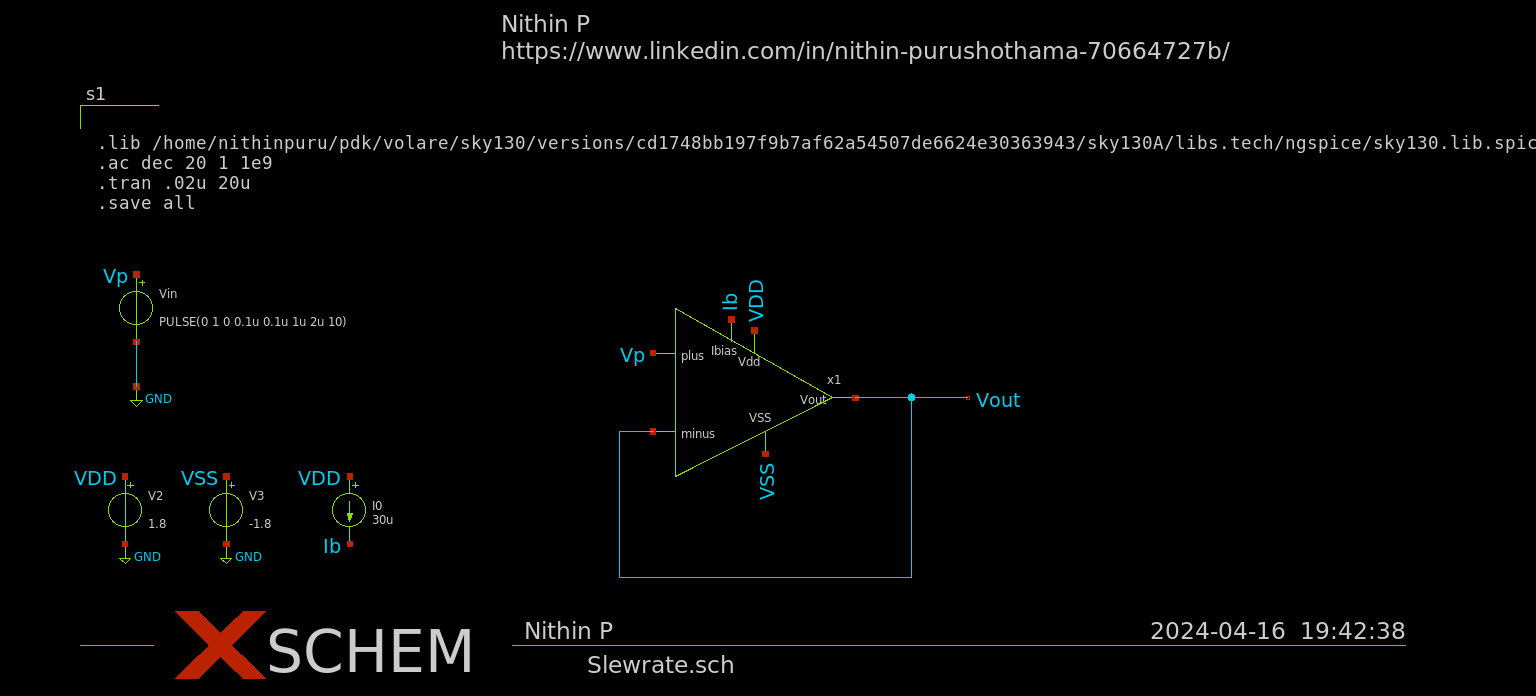 Nithin P
https://www.linkedin.com/in/nithin-purushothama-70664727b/
s1
.lib /home/nithinpuru/pdk/volare/sky130/versions/cd1748bb197f9b7af62a54507de6624e30363943/sky130A/libs.tech/ngspice/sky130.lib.spic
.ac dec 20 1 1e9
.tran .02u 20u
.save all
Vp
+
Vin
PULSE(0 1 0 0.1u 0.1u 1u 2u 10)
GND
Ib
VDD
Vp
plus
Ibias
Vdd
x1
Vout
Vout
VSS
minus
VSS
VDD
+
V2
1.8
GND
VSS
+
V3
-1.8
GND
VDD
+
I0
30u
Ib
XSCHEM
Nithin P
2024-04-16 19:42:38
Slewrate.sch